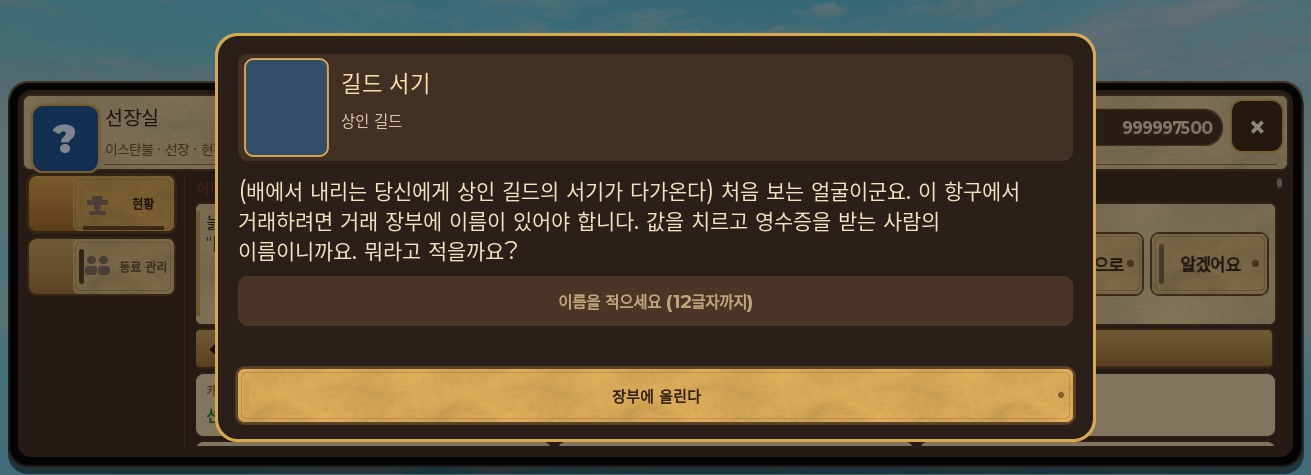 길드 서기
상인 길드
(배에서 내리는 당신에게 상인 길드의 서기가 다가온다) 처음 보는 얼굴이군요. 이 항구에서
거래하려면 거래 장부에 이름이 있어야 합니다. 값을 치르고 영수증을 받는 사람의
이름이니까요. 뭐라고 적을까요?
이름을 적으세요 (12글자까지)
장부에 올린다
?
선장실
이스탄불 · 선장 · 현
999997500
×
현황
동료 관리
으로
알겠어요